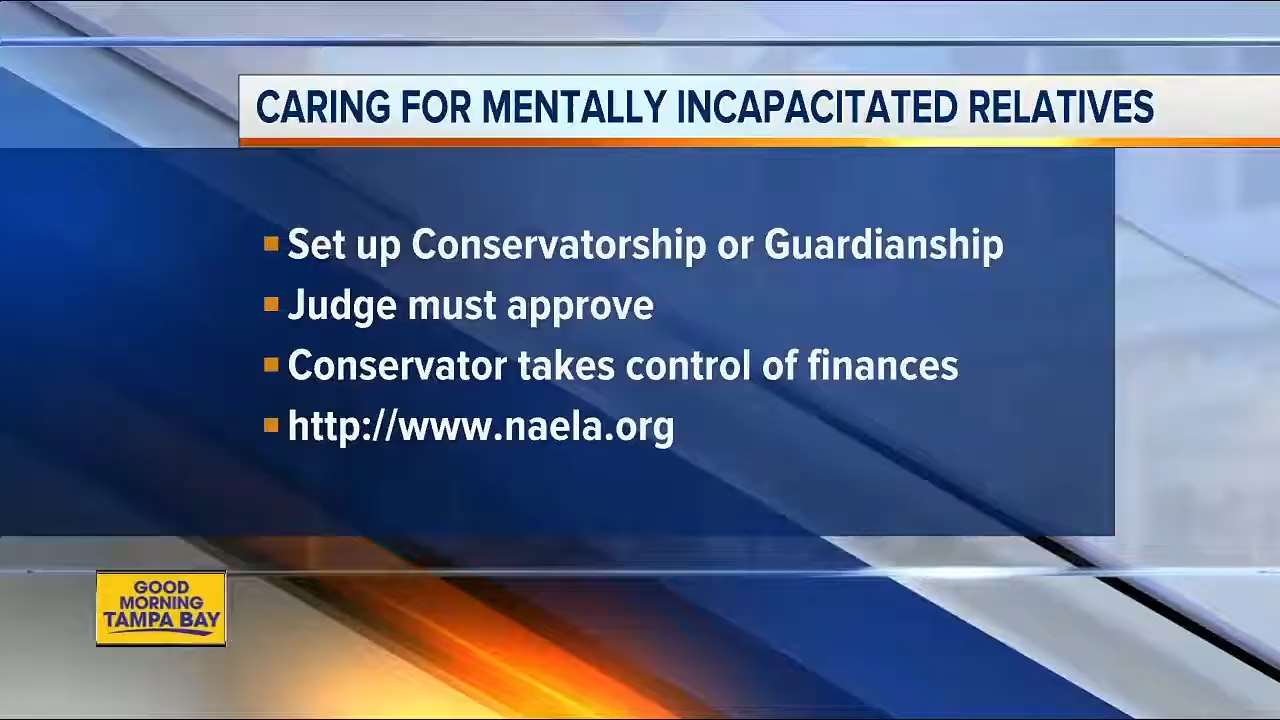 CARING FOR MENTALLY INCAPACITATED RELATIVES
Set up Conservatorship or Guardianship
Judge must approve
Conservator takes control of finances
http://www.naela.org
GOOD
MORNING
TAMPA BAY